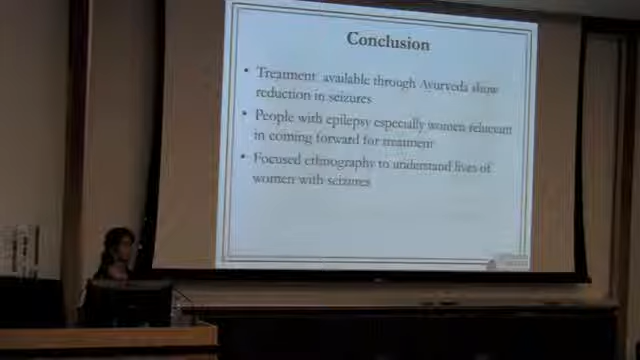 Conclusion
• Treatment available through Ayurveda show
reduction in seizures
• People with epilepsy especially women reluctant
in coming forward for treatment
• Focused ethnography to understand lives of
women with seizures